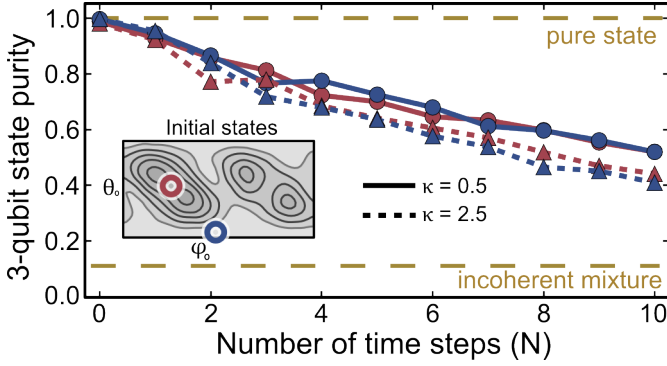 3-qubit state purity
1.0
0.8
0.6
0.4
0.2
0.0
pure state
Initial states
θ₀
φ₀
κ = 0.5
κ = 2.5
incoherent mixture
0 2 4 6 8 10
Number of time steps (N)